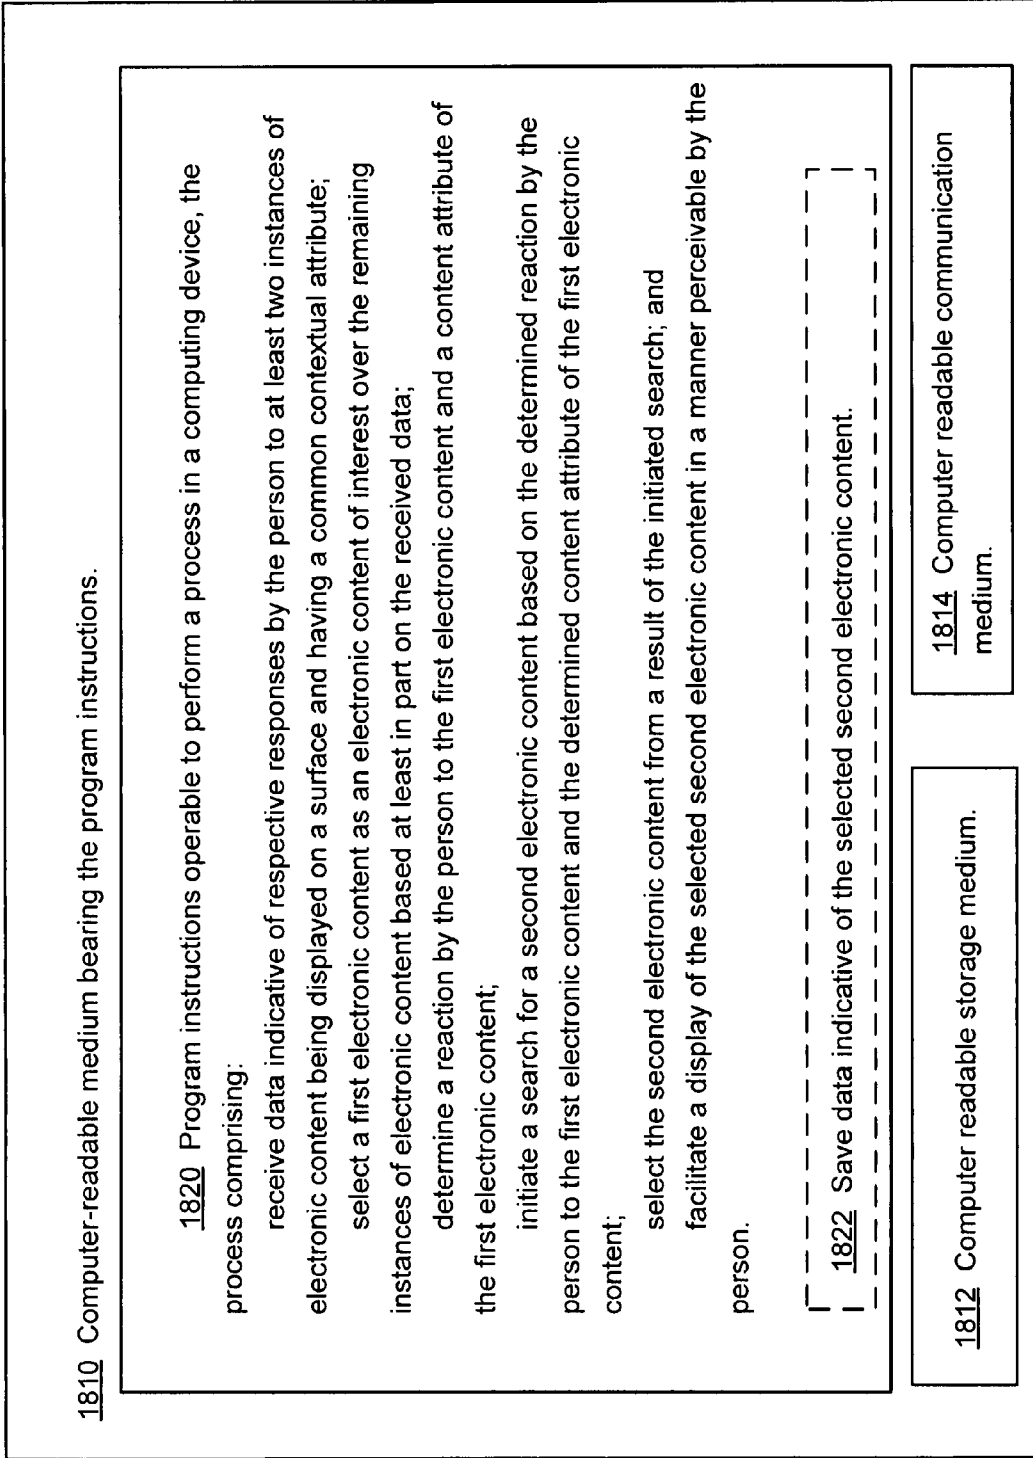 1810 Computer-readable medium bearing the program instructions.
1820 Program instructions operable to perform a process in a computing device, the
process comprising:
receive data indicative of respective responses by the person to at least two instances of
electronic content being displayed on a surface and having a common contextual attribute;
select a first electronic content as an electronic content of interest over the remaining
instances of electronic content based at least in part on the received data;
determine a reaction by the person to the first electronic content and a content attribute of
the first electronic content;
initiate a search for a second electronic content based on the determined reaction by the
person to the first electronic content and the determined content attribute of the first electronic
content;
select the second electronic content from a result of the initiated search; and
facilitate a display of the selected second electronic content in a manner perceivable by the
person.
1822 Save data indicative of the selected second electronic content.
1812 Computer readable storage medium.
1814 Computer readable communication
medium.